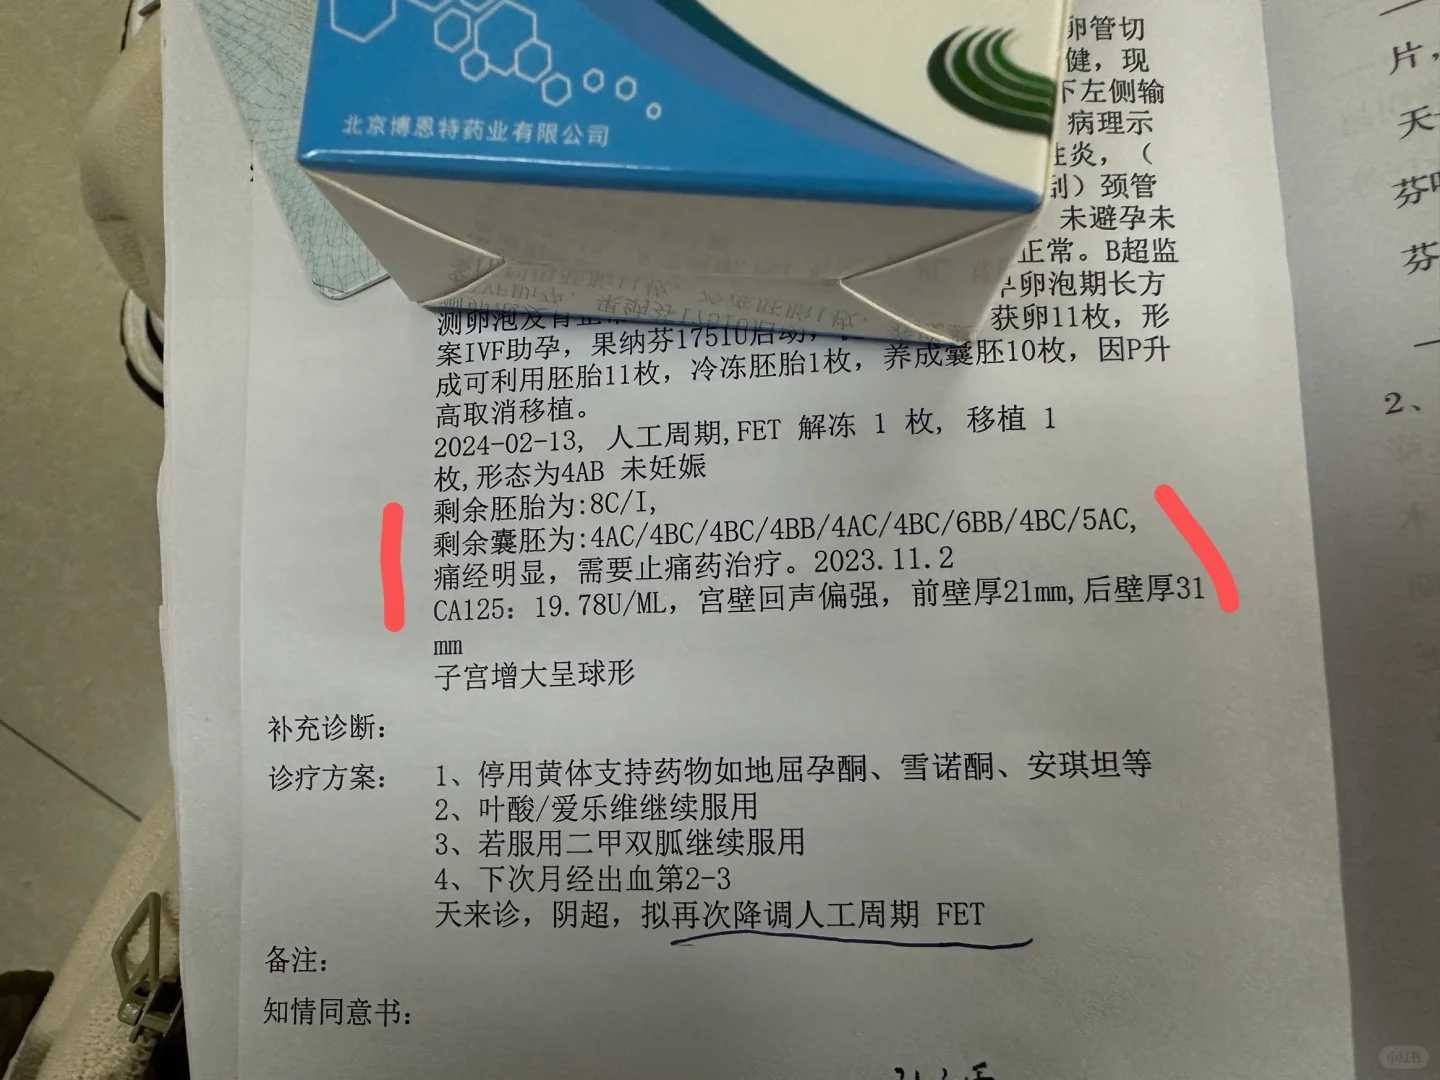 北京博恩特药业有限公司
卵管切
健，现
下左侧输
病理示
性炎，（
刮）颈管
未避孕未
正常。B超监
早卵泡期长方
案IVF助孕，果纳芬175IU启动，
获卵11枚，形
成可利用胚胎11枚，冷冻胚胎1枚，养成囊胚10枚，因P升
高取消移植。
2024-02-13, 人工周期,FET 解冻 1 枚, 移植 1
枚,形态为4AB 未妊娠
剩余胚胎为:8C/I,
剩余囊胚为:4AC/4BC/4BC/4BB/4AC/4BC/6BB/4BC/5AC,
痛经明显，需要止痛药治疗。2023.11.2
CA125: 19.78U/ML，宫壁回声偏强，前壁厚21mm,后壁厚31
mm
子宫增大呈球形
补充诊断：
诊疗方案： 1、停用黄体支持药物如地屈孕酮、雪诺酮、安琪坦等
2、叶酸/爱乐维继续服用
3、若服用二甲双胍继续服用
4、下次月经出血第2-3
天来诊，阴超，拟再次降调人工周期 FET
备注：
知情同意书：
片，
天
芬
芬
2、